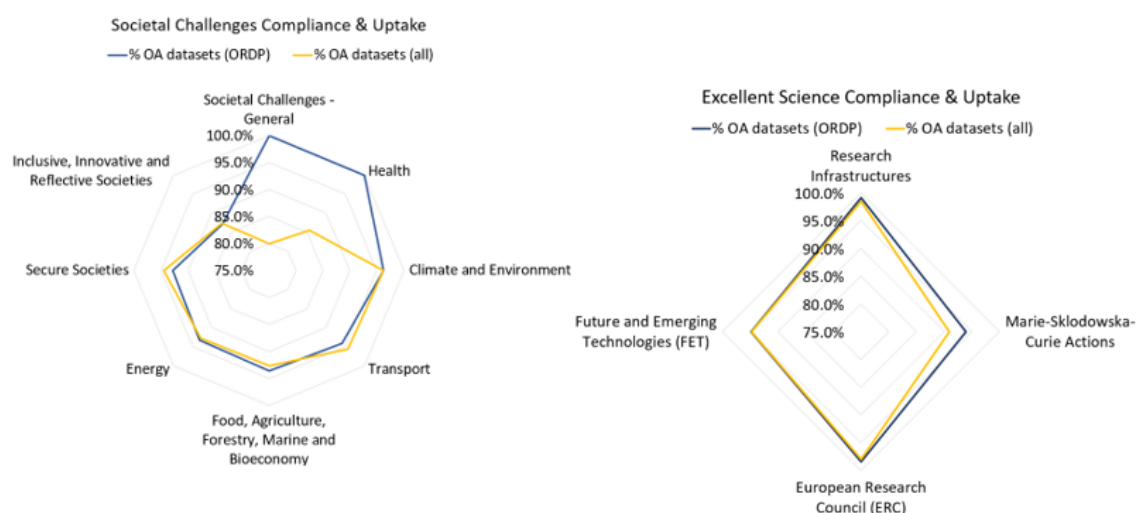 Societal Challenges Compliance & Uptake
% OA datasets (ORDP) % OA datasets (all)
Societal Challenges -
General
100.0%
95.0%
90.0%
85.0%
80.0%
75.0%
Health
Climate and Environment
Transport
Food, Agriculture,
Forestry, Marine and
Bioeconomy
Energy
Secure Societies
Inclusive, Innovative and
Reflective Societies
Excellent Science Compliance & Uptake
% OA datasets (ORDP) % OA datasets (all)
Research
Infrastructures
100.0%
95.0%
90.0%
85.0%
80.0%
75.0%
Marie-Sklodowska-
Curie Actions
European Research
Council (ERC)
Future and Emerging
Technologies (FET)